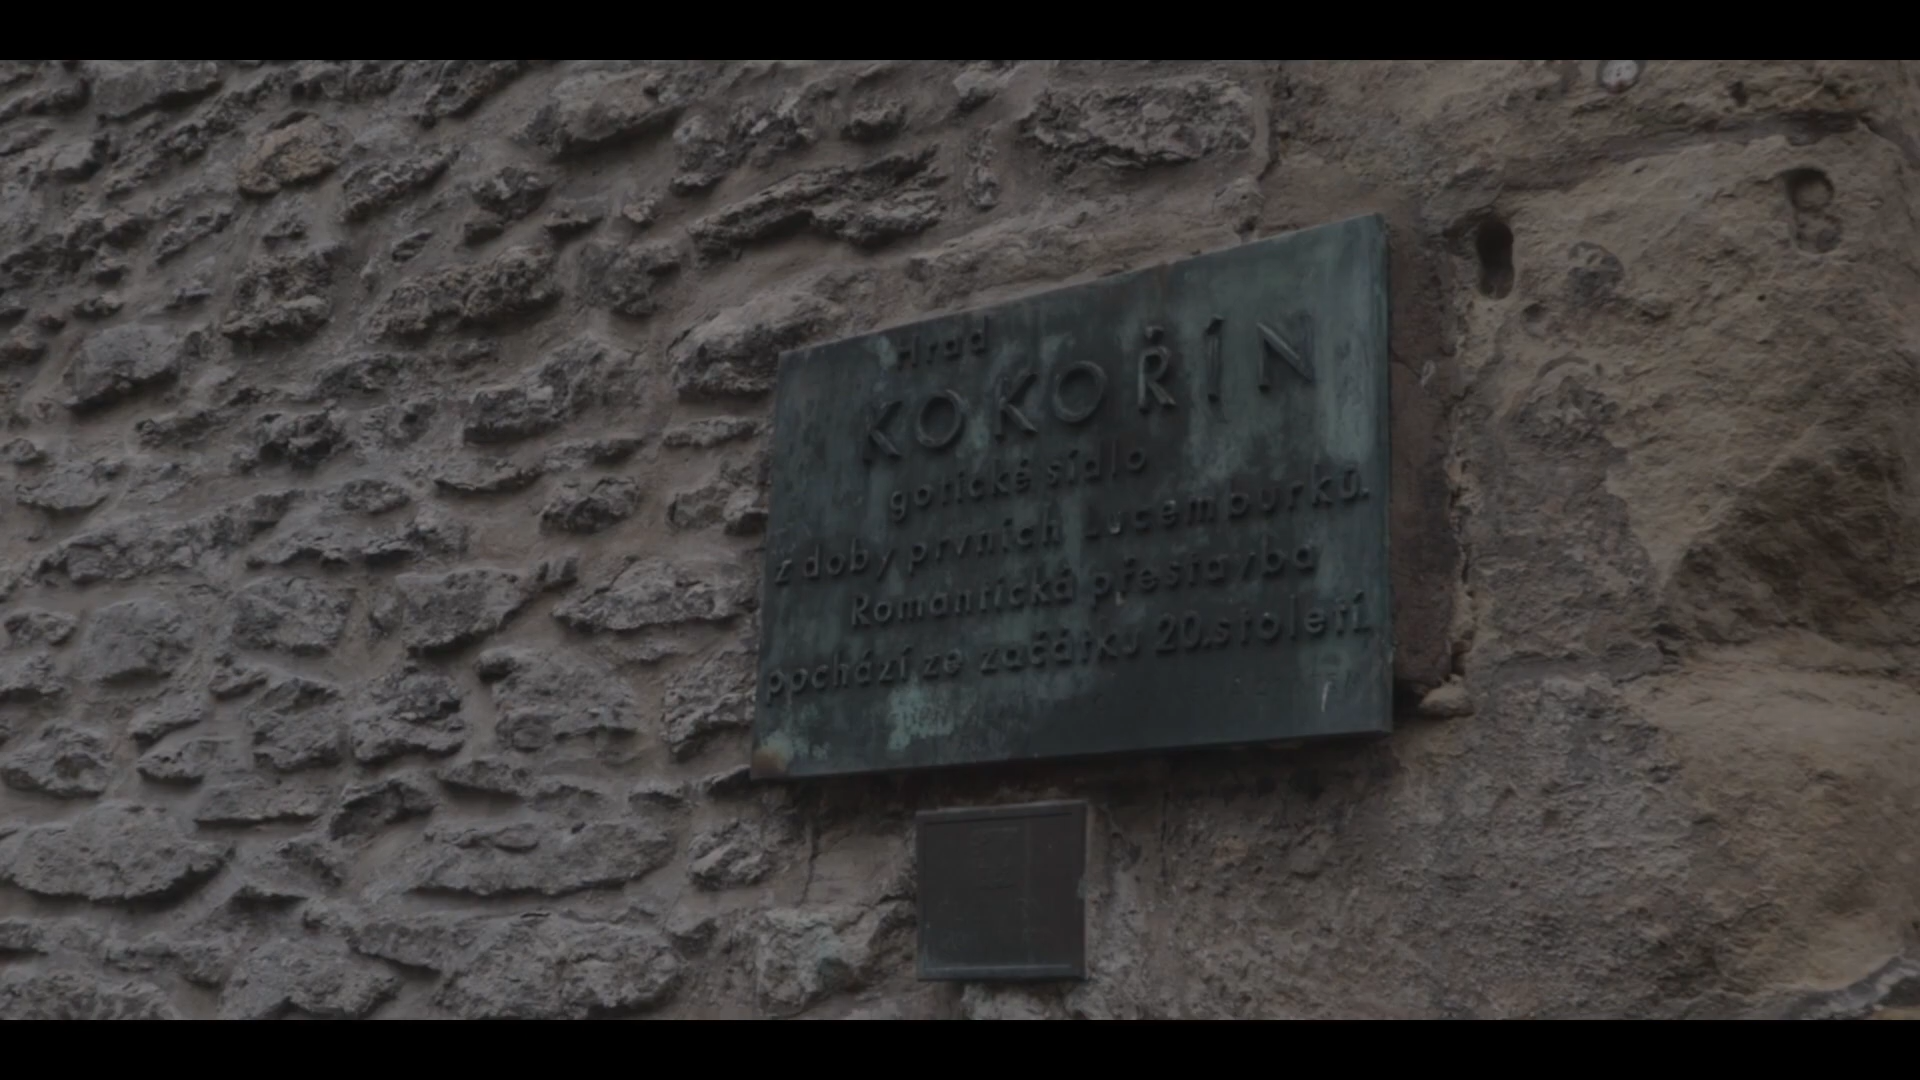 Hrad
KOKOŘÍN
gotické sídlo
z doby prvních Lucemburků.
Romantická přestavba
pochází ze začátku 20. století.